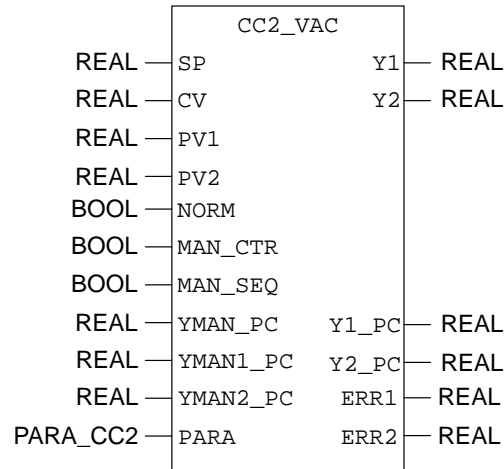 CC2_VAC
REAL SP Y1 REAL
REAL CV Y2 REAL
REAL PV1
REAL PV2
BOOL NORM
BOOL MAN_CTR
BOOL MAN_SEQ
REAL YMAN_PC Y1_PC REAL
REAL YMAN1_PC Y2_PC REAL
REAL YMAN2_PC ERR1 REAL
PARA_CC2 PARA ERR2 REAL